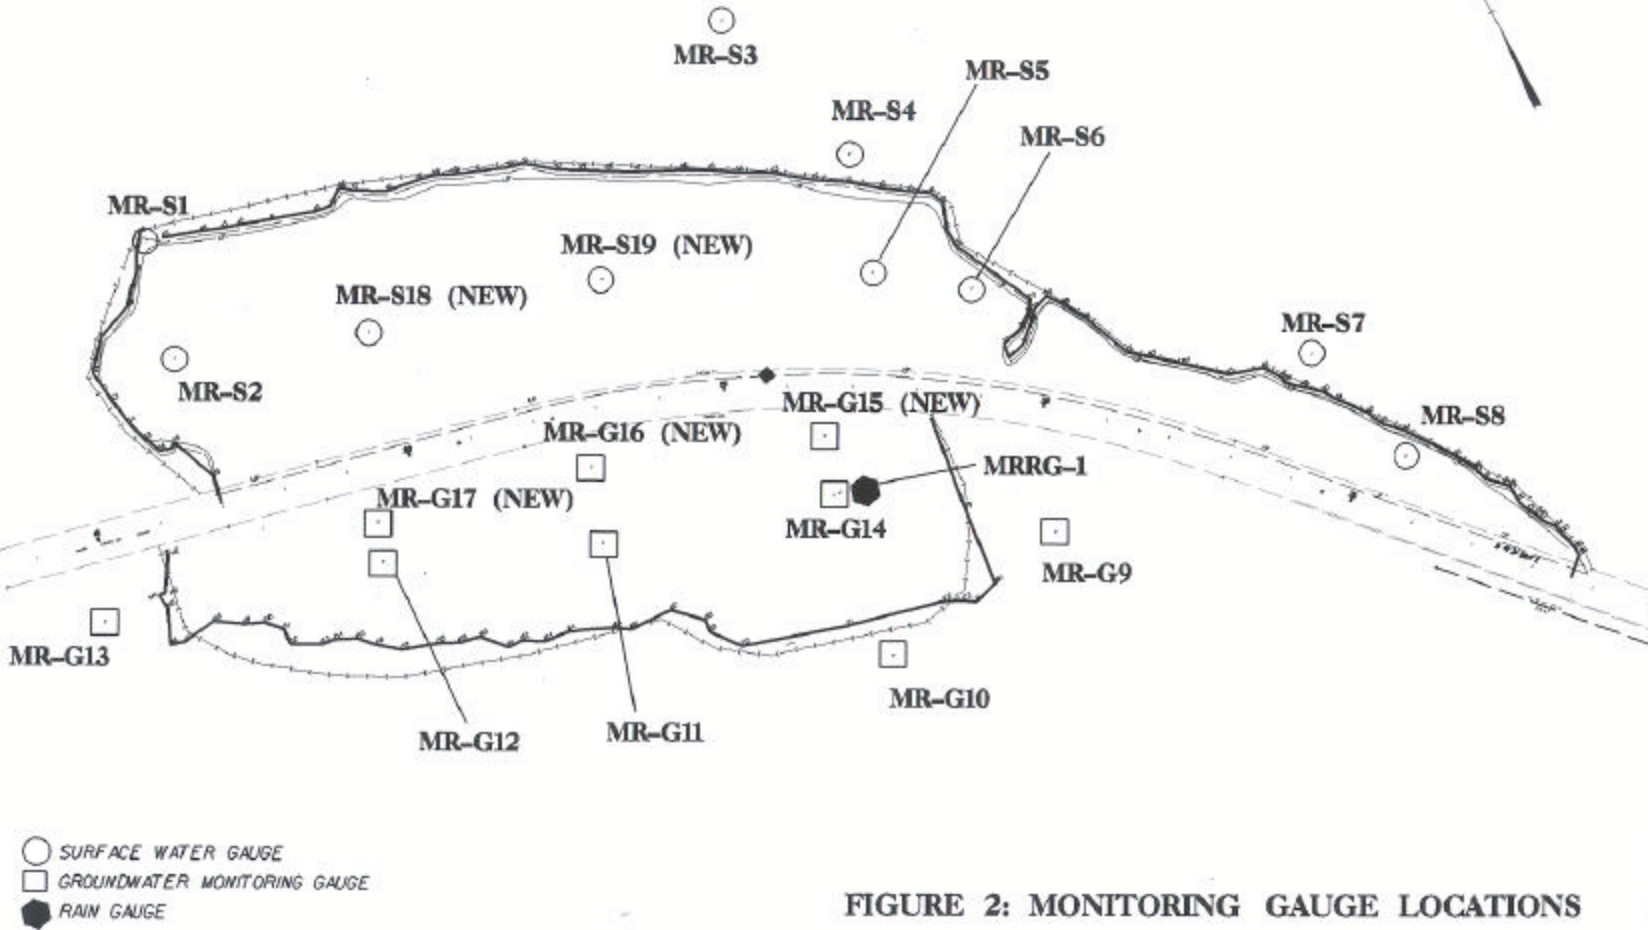 MR-S3
MR-S5
MR-S4
MR-S6
MR-S1
MR-S19 (NEW)
MR-S18 (NEW)
MR-S7
MR-S2
MR-G15 (NEW)
MR-S8
MR-G16 (NEW)
MRRG-1
MR-G17 (NEW)
MR-G14
MR-G9
MR-G13
MR-G10
MR-G11
MR-G12
SURFACE WATER GAUGE
GROUNDWATER MONITORING GAUGE
RAIN GAUGE
FIGURE 2: MONITORING GAUGE LOCATIONS